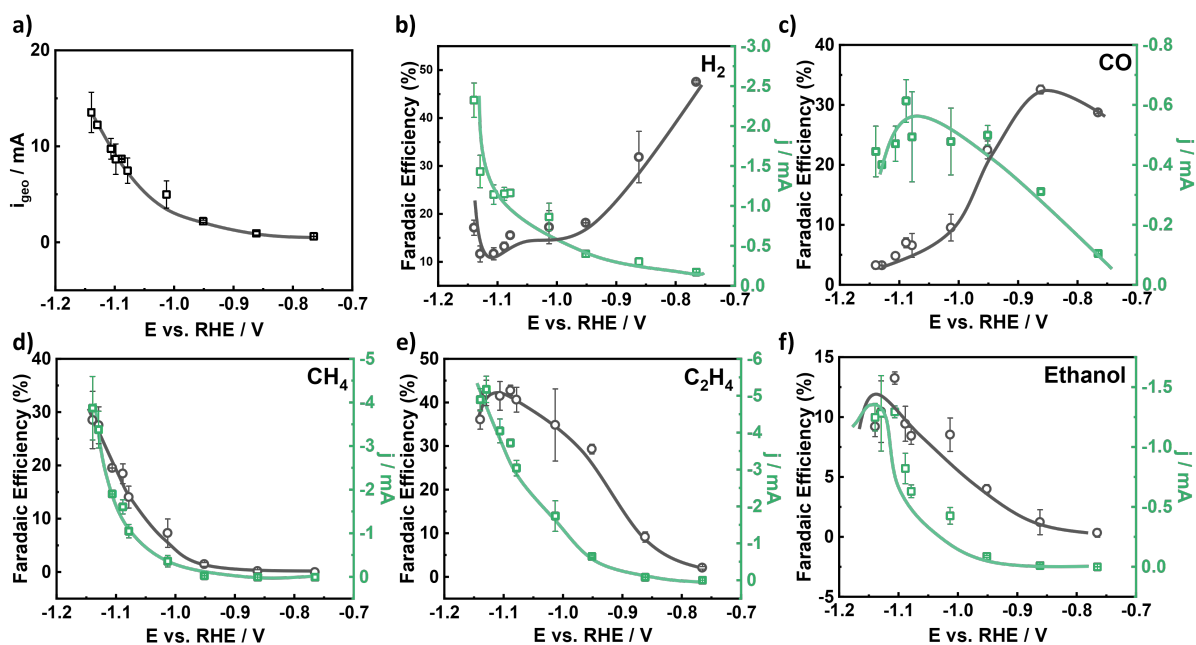 a)
20
10
0
i_geo / mA
-1.2 -1.1 -1.0 -0.9 -0.8 -0.7
E vs. RHE / V
b)
H₂
50
40
30
20
10
Faradaic Efficiency (%)
-3.0
-2.5
-2.0
-1.5
-1.0
-0.5
0.0
j / mA
-1.2 -1.1 -1.0 -0.9 -0.8 -0.7
E vs. RHE / V
c)
CO
40
30
20
10
0
Faradaic Efficiency (%)
-0.8
-0.6
-0.4
-0.2
0.0
j / mA
-1.2 -1.1 -1.0 -0.9 -0.8 -0.7
E vs. RHE / V
d)
CH₄
40
30
20
10
0
Faradaic Efficiency (%)
-5
-4
-3
-2
-1
0
j / mA
-1.2 -1.1 -1.0 -0.9 -0.8 -0.7
E vs. RHE / V
e)
C₂H₄
50
40
30
20
10
0
Faradaic Efficiency (%)
-6
-5
-4
-3
-2
-1
0
j / mA
-1.2 -1.1 -1.0 -0.9 -0.8 -0.7
E vs. RHE / V
f)
Ethanol
15
10
5
0
-5
Faradaic Efficiency (%)
-1.5
-1.0
-0.5
0.0
j / mA
-1.2 -1.1 -1.0 -0.9 -0.8 -0.7
E vs. RHE / V